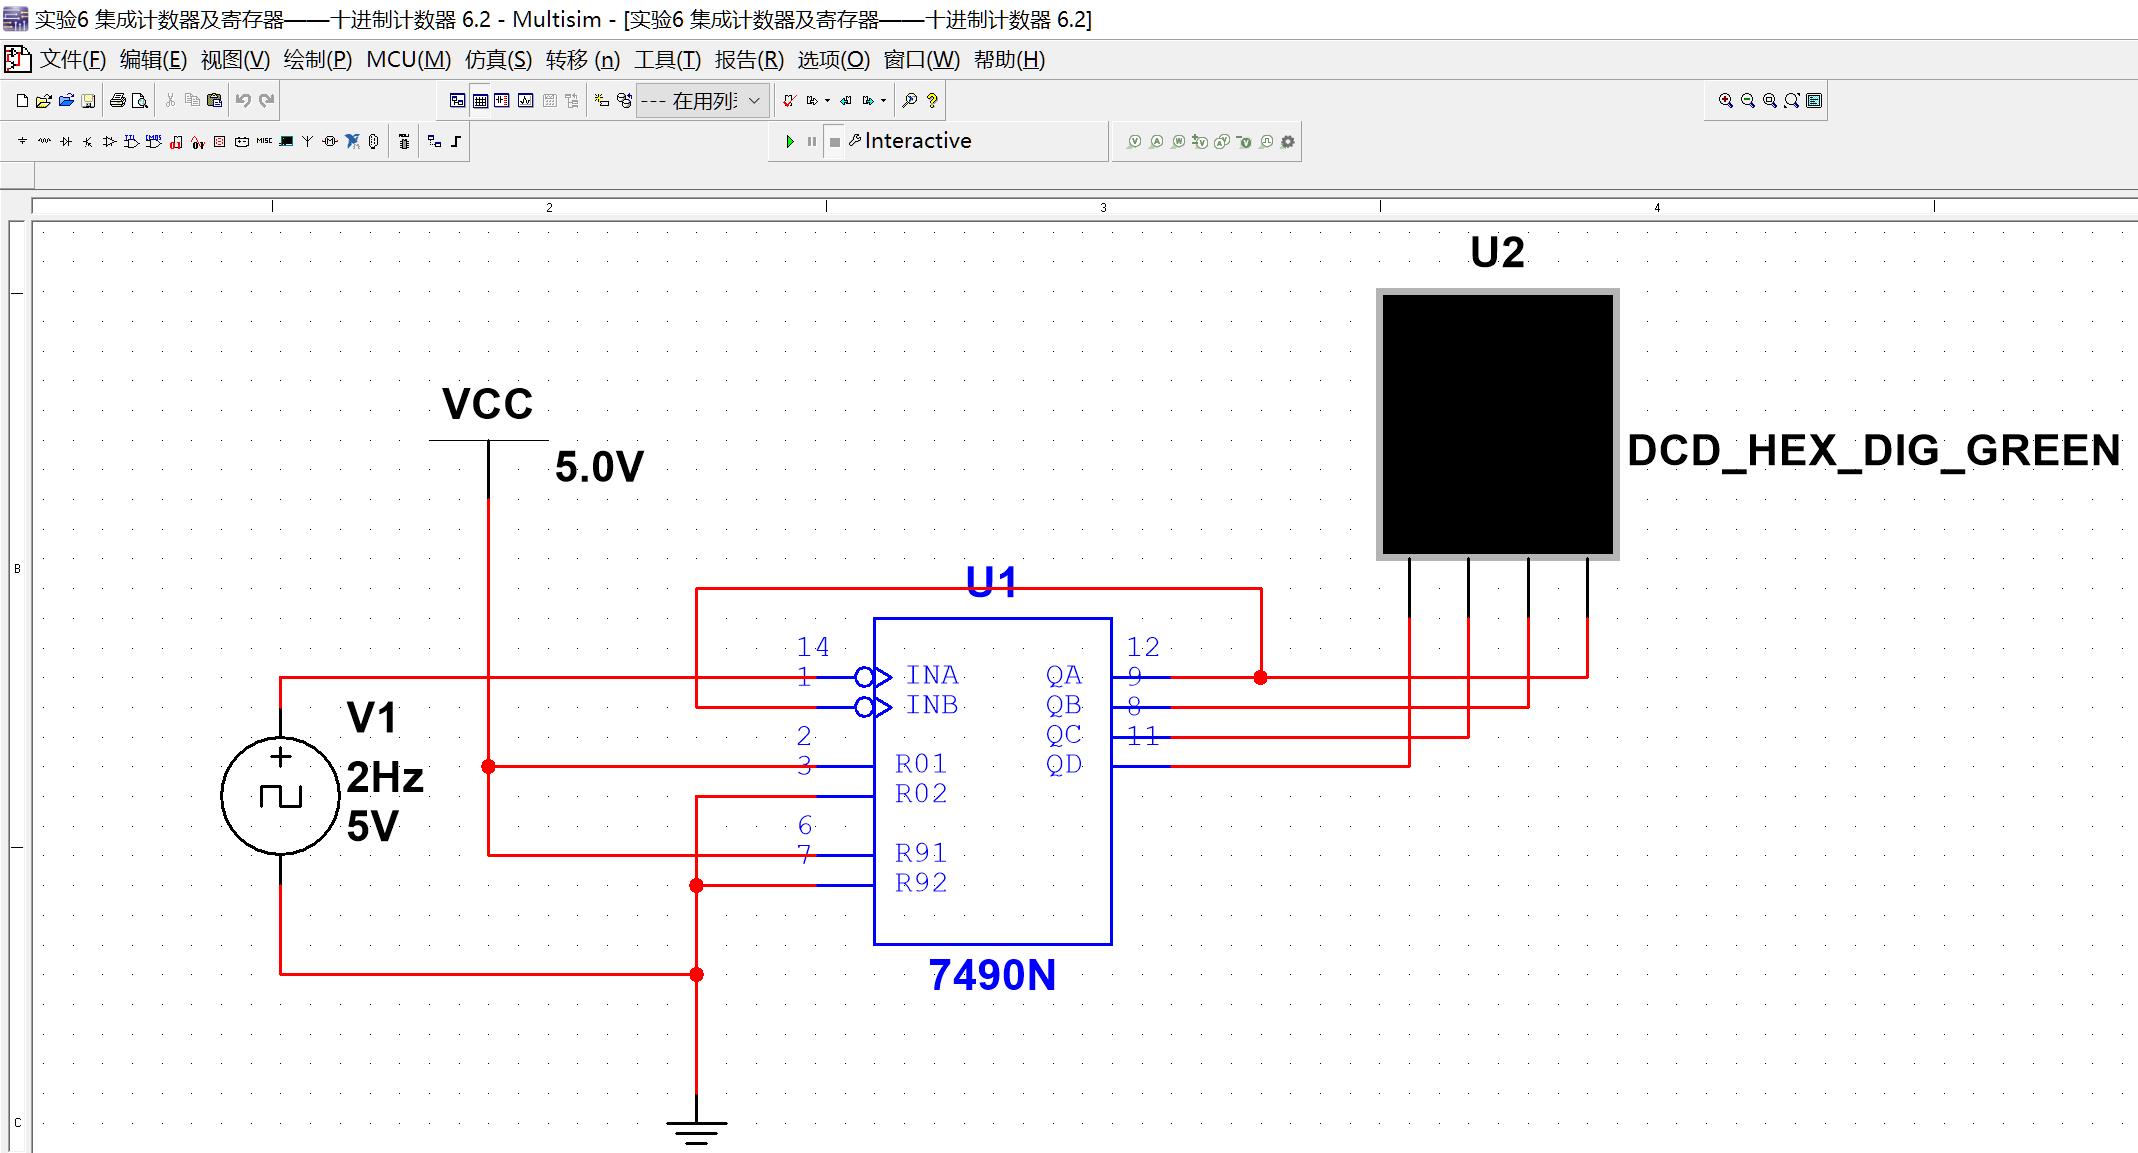 实验6 集成计数器及寄存器——十进制计数器 6.2 - Multisim - [实验6 集成计数器及寄存器——十进制计数器 6.2]
文件(F) 编辑(E) 视图(V) 绘制(P) MCU(M) 仿真(S) 转移 (n) 工具(T) 报告(R) 选项(O) 窗口(W) 帮助(H)
--- 在用列
Interactive
2 3 4
U2
VCC
5.0V
DCD_HEX_DIG_GREEN
B
U1
14 12
1 INA QA 9
INB QB 8
2 QC 11
3 R01 QD
R02
6
7 R91
R92
V1
2Hz
5V
7490N
C